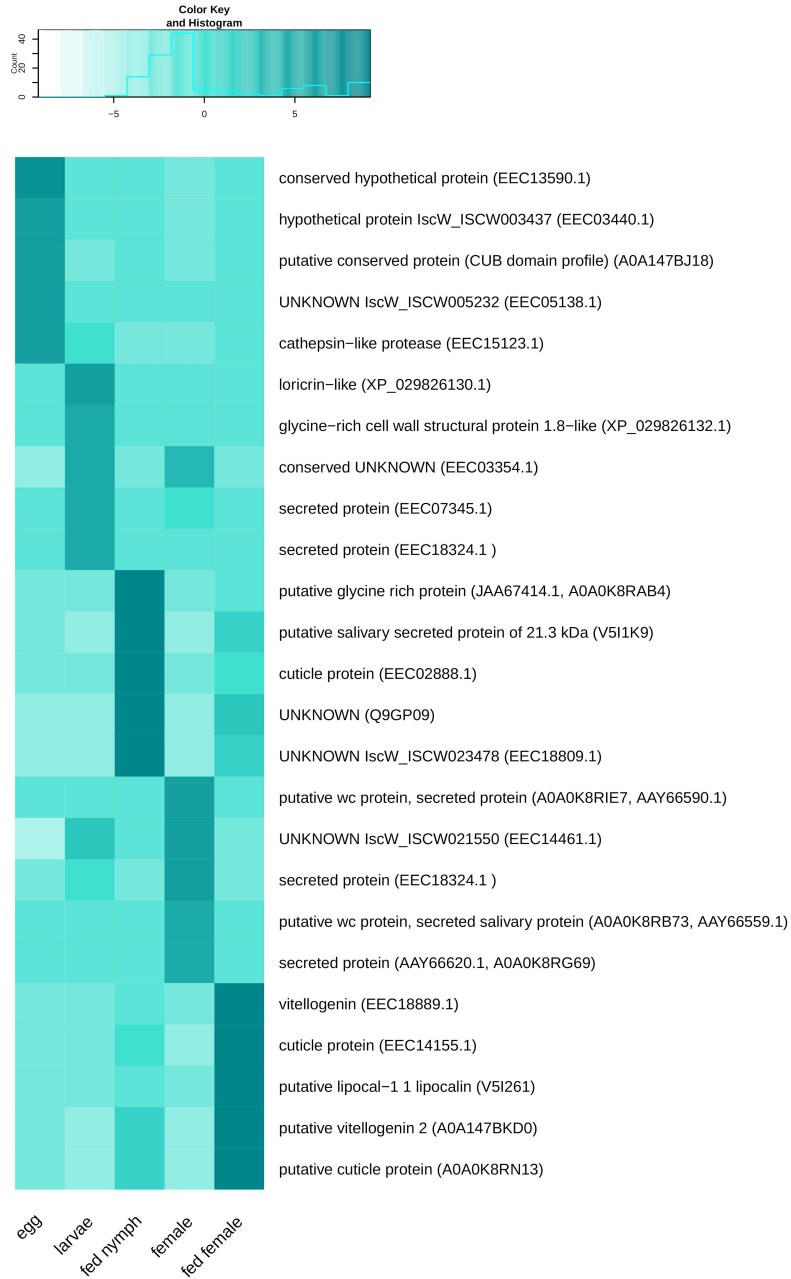 Color Key
and Histogram
Count
0 20 40
−5 0 5
conserved hypothetical protein (EEC13590.1)
hypothetical protein IscW_ISCW003437 (EEC03440.1)
putative conserved protein (CUB domain profile) (A0A147BJ18)
UNKNOWN IscW_ISCW005232 (EEC05138.1)
cathepsin−like protease (EEC15123.1)
loricrin−like (XP_029826130.1)
glycine−rich cell wall structural protein 1.8−like (XP_029826132.1)
conserved UNKNOWN (EEC03354.1)
secreted protein (EEC07345.1)
secreted protein (EEC18324.1 )
putative glycine rich protein (JAA67414.1, A0A0K8RAB4)
putative salivary secreted protein of 21.3 kDa (V5I1K9)
cuticle protein (EEC02888.1)
UNKNOWN (Q9GP09)
UNKNOWN IscW_ISCW023478 (EEC18809.1)
putative wc protein, secreted protein (A0A0K8RIE7, AAY66590.1)
UNKNOWN IscW_ISCW021550 (EEC14461.1)
secreted protein (EEC18324.1 )
putative wc protein, secreted salivary protein (A0A0K8RB73, AAY66559.1)
secreted protein (AAY66620.1, A0A0K8RG69)
vitellogenin (EEC18889.1)
cuticle protein (EEC14155.1)
putative lipocal−1 1 lipocalin (V5I261)
putative vitellogenin 2 (A0A147BKD0)
putative cuticle protein (A0A0K8RN13)
egg
larvae
fed nymph
female
fed female